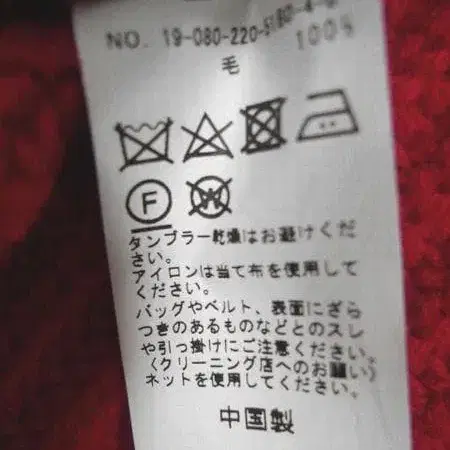 NO. 19-080-220-5180-4-0
毛 100%
F W
タンブラー乾燥はお避けくだ
さい。
アイロンは当て布を使用して
ください。
バッグやベルト、表面にざら
つきのあるものなどとのスレ
や引っ掛けにご注意ください。
〈クリーニング店へのお願い〉
ネットを使用してください。
中国製